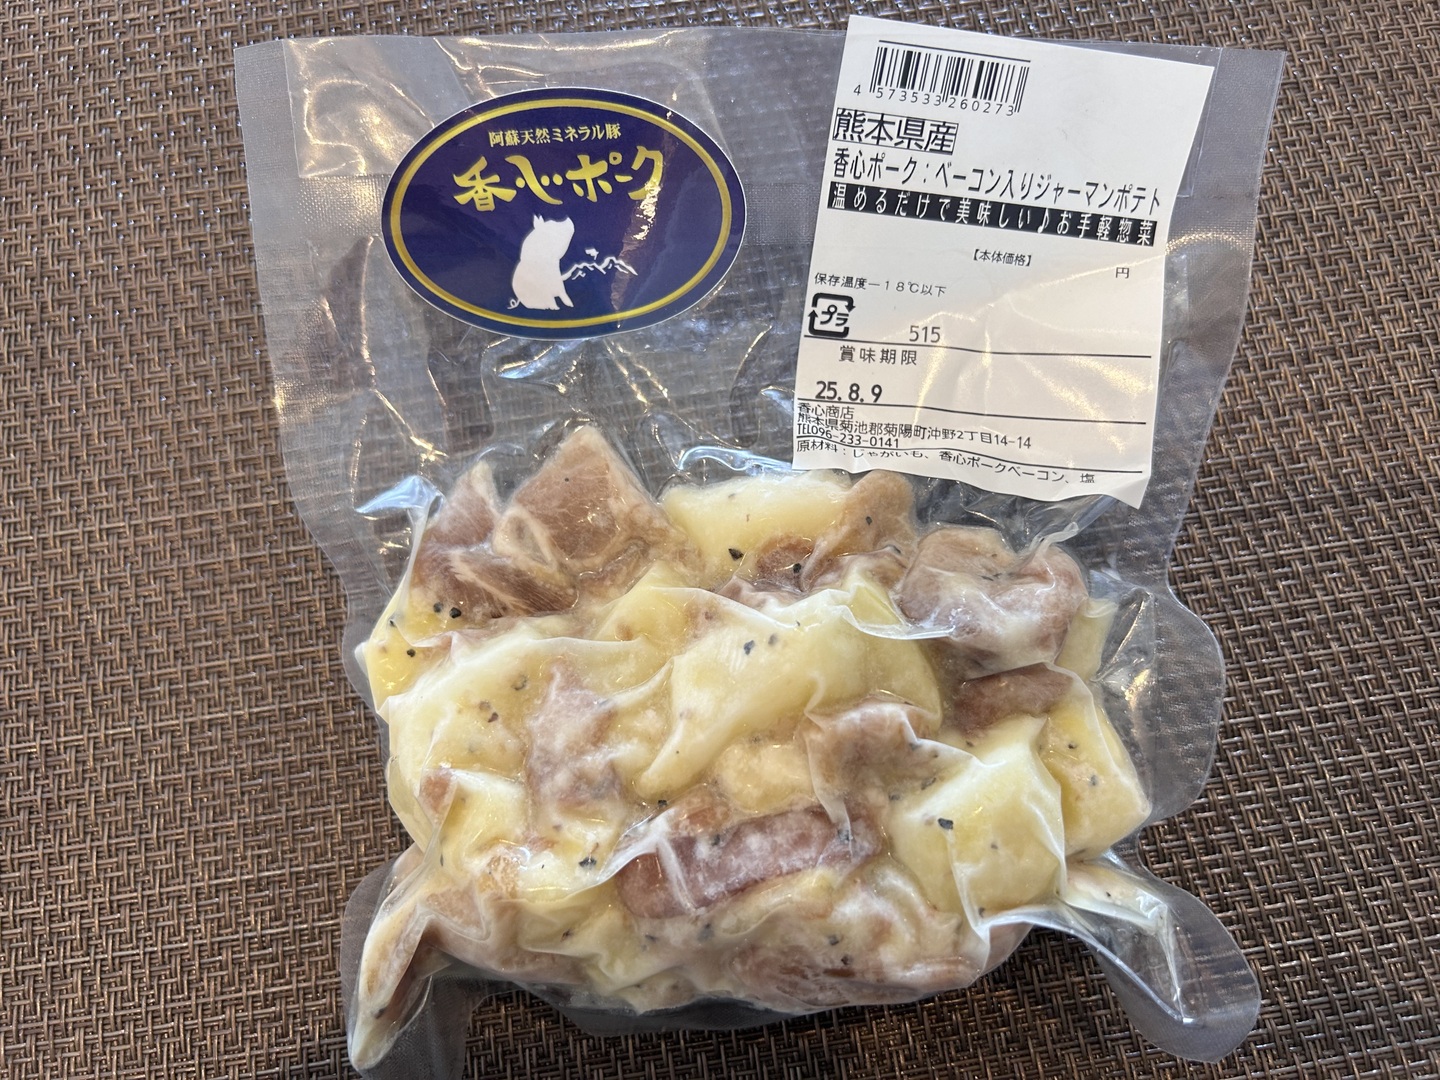 阿蘇天然ミネラル豚
香心ポーク
4 573533 260273
熊本県産
香心ポーク：ベーコン入りジャーマンポテト
温めるだけで美味しい♪お手軽惣菜
【本体価格】 円
保存温度－18℃以下
プラ
515
賞味期限
25.8.9
香心商店
熊本県菊池郡菊陽町沖野2丁目14-14
TEL096-233-0141
原材料：じゃがいも、香心ポークベーコン、塩